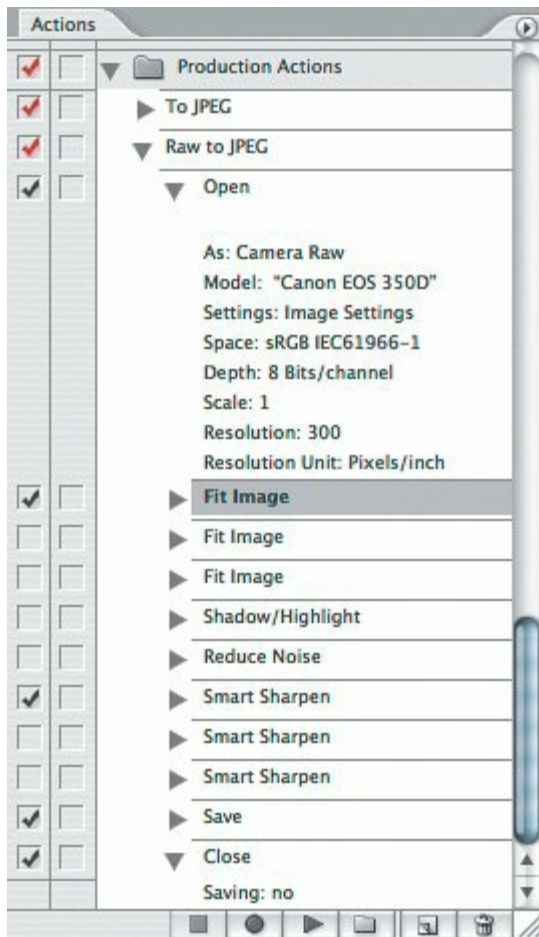 Actions
Production Actions
To JPEG
Raw to JPEG
Open
As: Camera Raw
Model: "Canon EOS 350D"
Settings: Image Settings
Space: sRGB IEC61966-1
Depth: 8 Bits/channel
Scale: 1
Resolution: 300
Resolution Unit: Pixels/inch
Fit Image
Fit Image
Fit Image
Shadow/Highlight
Reduce Noise
Smart Sharpen
Smart Sharpen
Smart Sharpen
Save
Close
Saving: no